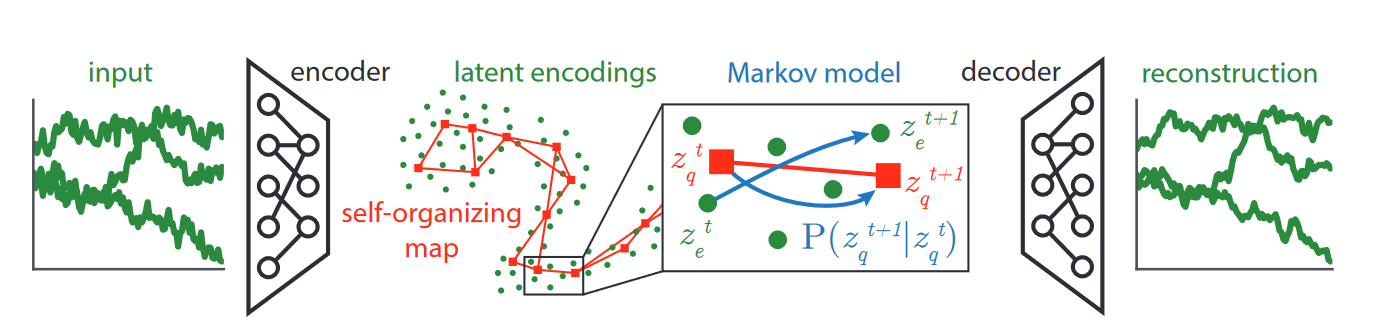 input
encoder
latent encodings
Markov model
decoder
reconstruction
self-organizing
map
z_q^t
z_e^t
z_e^{t+1}
z_q^{t+1}
P(z_q^{t+1}|z_q^t)